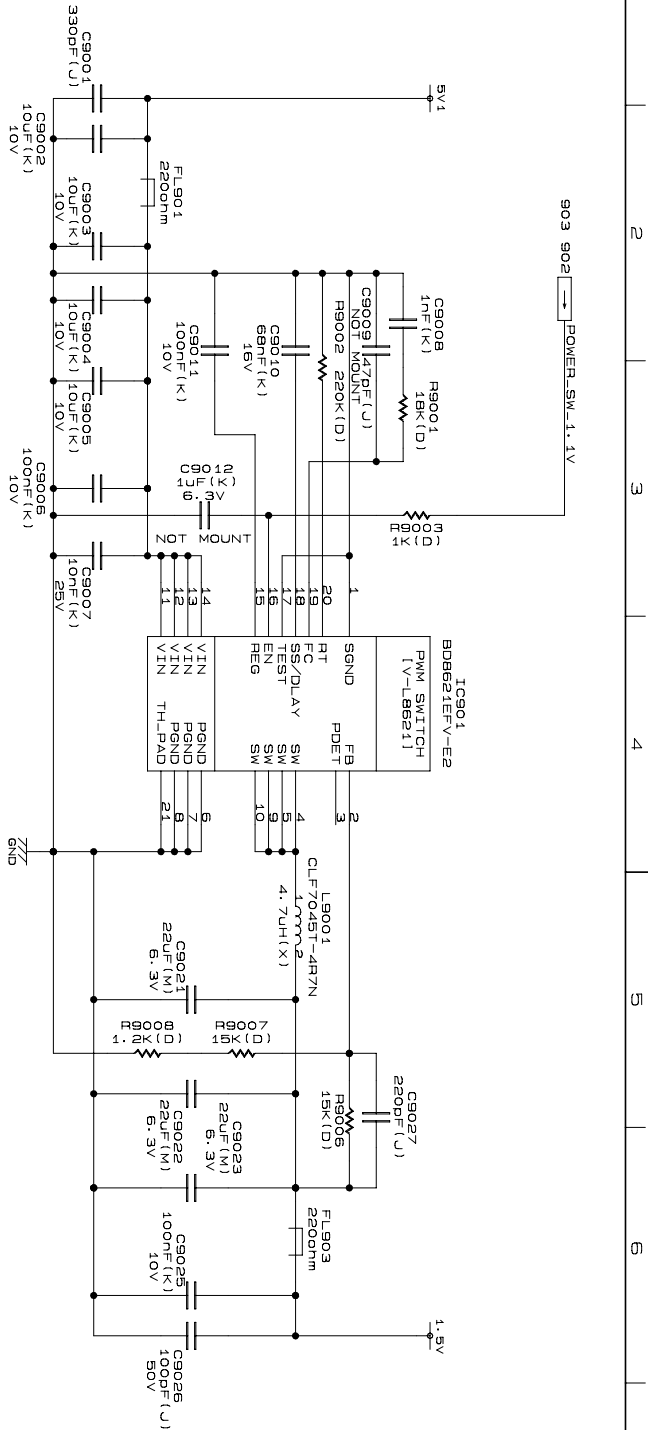 2
3
4
5
6
903 902
POWER_SW_1.1V
5V1
C9001
330pF(J)
C9002
10uF(K)
10V
FL901
220ohm
C9003
10uF(K)
10V
C9004
10uF(K)
10V
C9005
10uF(K)
10V
C9006
100nF(K)
10V
C9007
10nF(K)
25V
C9008
1nF(K)
R9001
18K(D)
C9009
47pF(J)
NOT MOUNT
R9002
220K(D)
C9010
68nF(K)
16V
C9011
100nF(K)
10V
C9012
1uF(K)
6.3V
NOT MOUNT
R9003
1K(D)
IC901
BD8621EFV-E2
PWM SWITCH
[V-L8621]
1
SGND
20
RT
19
FC
18
SS/DLAY
17
TEST
16
EN
15
REG
14
VIN
13
VIN
12
VIN
11
VIN
FB
2
PDET
3
SW
4
SW
5
SW
9
SW
10
PGND
6
PGND
7
PGND
8
TH_PAD
21
GND
L9001
CLF7045T-4R7N
1
2
4.7uH(X)
C9021
22uF(M)
6.3V
R9008
1.2K(D)
R9007
15K(D)
C9027
220pF(J)
R9006
15K(D)
C9023
22uF(M)
6.3V
C9022
22uF(M)
6.3V
FL903
220ohm
C9025
100nF(K)
10V
C9026
100pF(J)
50V
1.5V